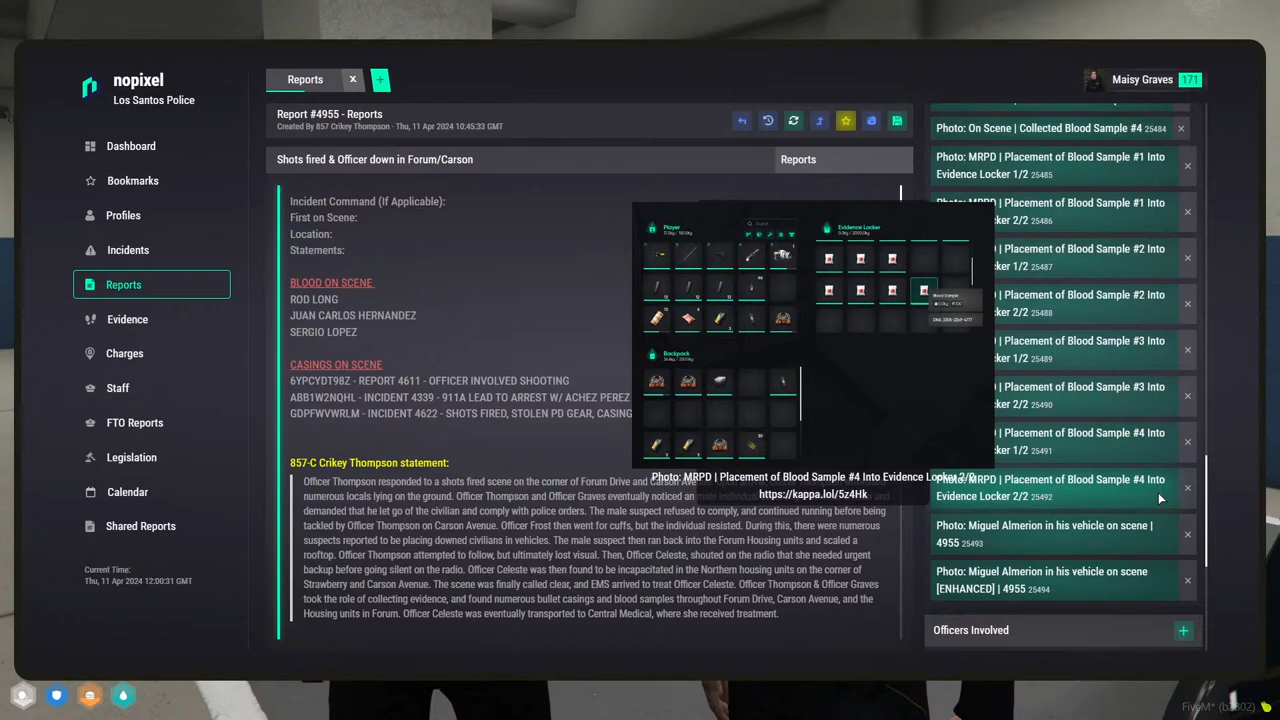 nopixel
Los Santos Police
Dashboard
Bookmarks
Profiles
Incidents
Reports
Evidence
Charges
Staff
FTO Reports
Legislation
Calendar
Shared Reports
Current Time:
Thu, 11 Apr 2024 12:00:31 GMT
Reports
x
+
Maisy Graves 171
Report #4955 - Reports
Created By 857 Crikey Thompson - Thu, 11 Apr 2024 10:45:33 GMT
Shots fired & Officer down in Forum/Carson
Reports
Incident Command (If Applicable):
First on Scene:
Location:
Statements:
BLOOD ON SCENE
ROD LONG
JUAN CARLOS HERNANDEZ
SERGIO LOPEZ
CASINGS ON SCENE
6YPCYDT98Z - REPORT 4611 - OFFICER INVOLVED SHOOTING
ABB1W2NQHL - INCIDENT 4339 - 911A LEAD TO ARREST W/ ACHEZ PEREZ
GDPFWVWRLM - INCIDENT 4622 - SHOTS FIRED, STOLEN PD GEAR, CASING
857-C Crikey Thompson statement:
Officer Thompson responded to a shots fired scene on the corner of Forum Drive and Carson
numerous locals lying on the ground. Officer Thompson and Officer Graves eventually noticed an
demanded that he let go of the civilian and comply with police orders. The male suspect refused to comply, and continued running before being
tackled by Officer Thompson on Carson Avenue. Officer Frost then went for cuffs, but the individual resisted. During this, there were numerous
suspects reported to be placing downed civilians in vehicles. The male suspect then ran back into the Forum Housing units and scaled a
rooftop. Officer Thompson attempted to follow, but ultimately lost visual. Then, Officer Celeste, shouted on the radio that she needed urgent
backup before going silent on the radio. Officer Celeste was then found to be incapacitated in the Northern housing units on the corner of
Strawberry and Carson Avenue. The scene was finally called clear, and EMS arrived to treat Officer Celeste. Officer Thompson & Officer Graves
took the role of collecting evidence, and found numerous bullet casings and blood samples throughout Forum Drive, Carson Avenue, and the
Housing units in Forum. Officer Celeste was eventually transported to Central Medical, where she received treatment.
Player
Search
Evidence Locker
Backpack
Blood Sample
Photo: MRPD | Placement of Blood Sample #4 Into Evidence Locker 2/2
https://kappa.lol/5z4Hk
Photo: On Scene | Collected Blood Sample #4 25484
Photo: MRPD | Placement of Blood Sample #1 Into
Evidence Locker 1/2 25485
Photo: MRPD | Placement of Blood Sample #1 Into
Locker 2/2 25486
D | Placement of Blood Sample #2 Into
Locker 1/2 25487
D | Placement of Blood Sample #2 Into
Locker 2/2 25488
D | Placement of Blood Sample #3 Into
Locker 1/2 25489
D | Placement of Blood Sample #3 Into
Locker 2/2 25490
D | Placement of Blood Sample #4 Into
Locker 1/2 25491
Photo: MRPD | Placement of Blood Sample #4 Into
Evidence Locker 2/2 25492
Photo: Miguel Almerion in his vehicle on scene |
4955 25493
Photo: Miguel Almerion in his vehicle on scene
[ENHANCED] | 4955 25494
Officers Involved
+
FiveM* (b2802)